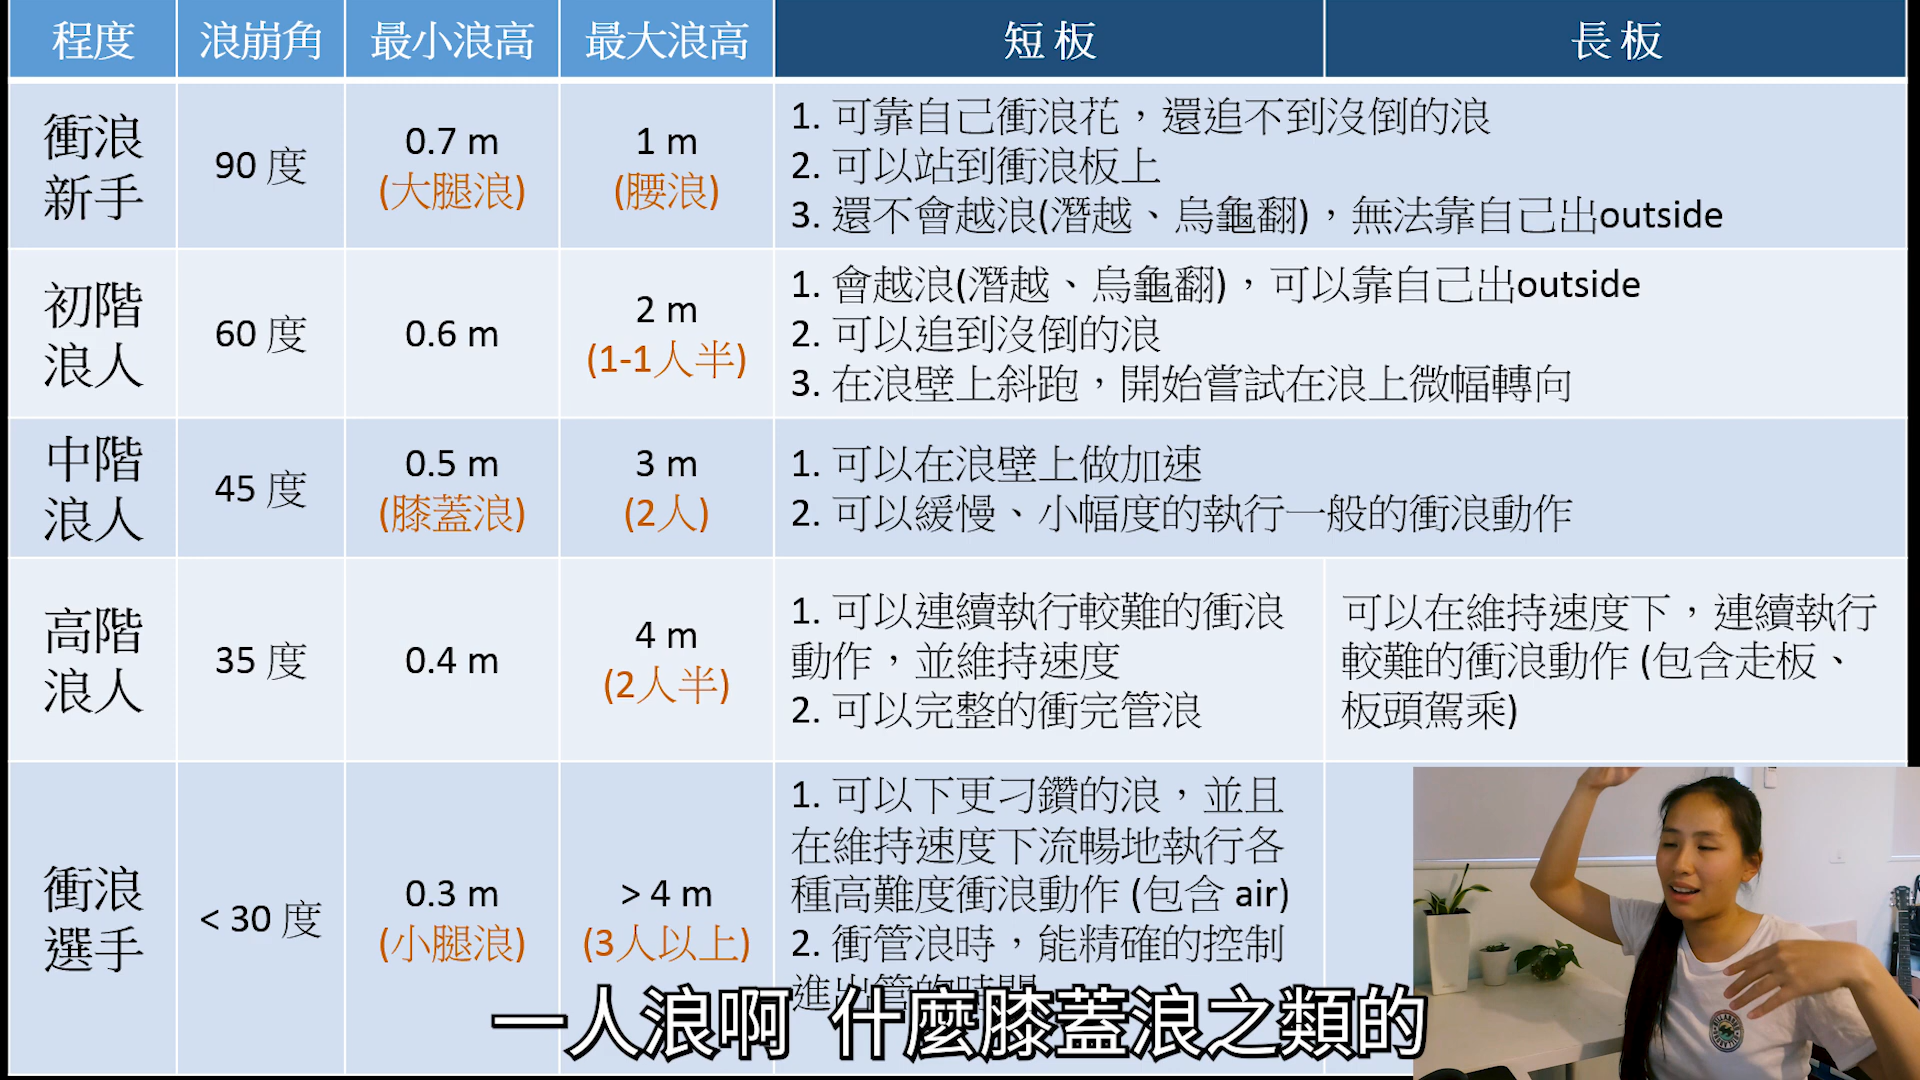 程度 浪崩角 最小浪高 最大浪高 短板 長板
衝浪
新手
90 度
0.7 m
(大腿浪)
1 m
(腰浪)
1. 可靠自己衝浪花，還追不到沒倒的浪
2. 可以站到衝浪板上
3. 還不會越浪(潛越、烏龜翻)，無法靠自己出outside
初階
浪人
60 度
0.6 m
2 m
(1-1人半)
1. 會越浪(潛越、烏龜翻)，可以靠自己出outside
2. 可以追到沒倒的浪
3. 在浪壁上斜跑，開始嘗試在浪上微幅轉向
中階
浪人
45 度
0.5 m
(膝蓋浪)
3 m
(2人)
1. 可以在浪壁上做加速
2. 可以緩慢、小幅度的執行一般的衝浪動作
高階
浪人
35 度
0.4 m
4 m
(2人半)
1. 可以連續執行較難的衝浪
動作，並維持速度
2. 可以完整的衝完管浪
可以在維持速度下，連續執行
較難的衝浪動作 (包含走板、
板頭駕乘)
衝浪
選手
< 30 度
0.3 m
(小腿浪)
> 4 m
(3人以上)
1. 可以下更刁鑽的浪，並且
在維持速度下流暢地執行各
種高難度衝浪動作 (包含 air)
2. 衝管浪時，能精確的控制
進出管的時間
一人浪啊 什麼膝蓋浪之類的